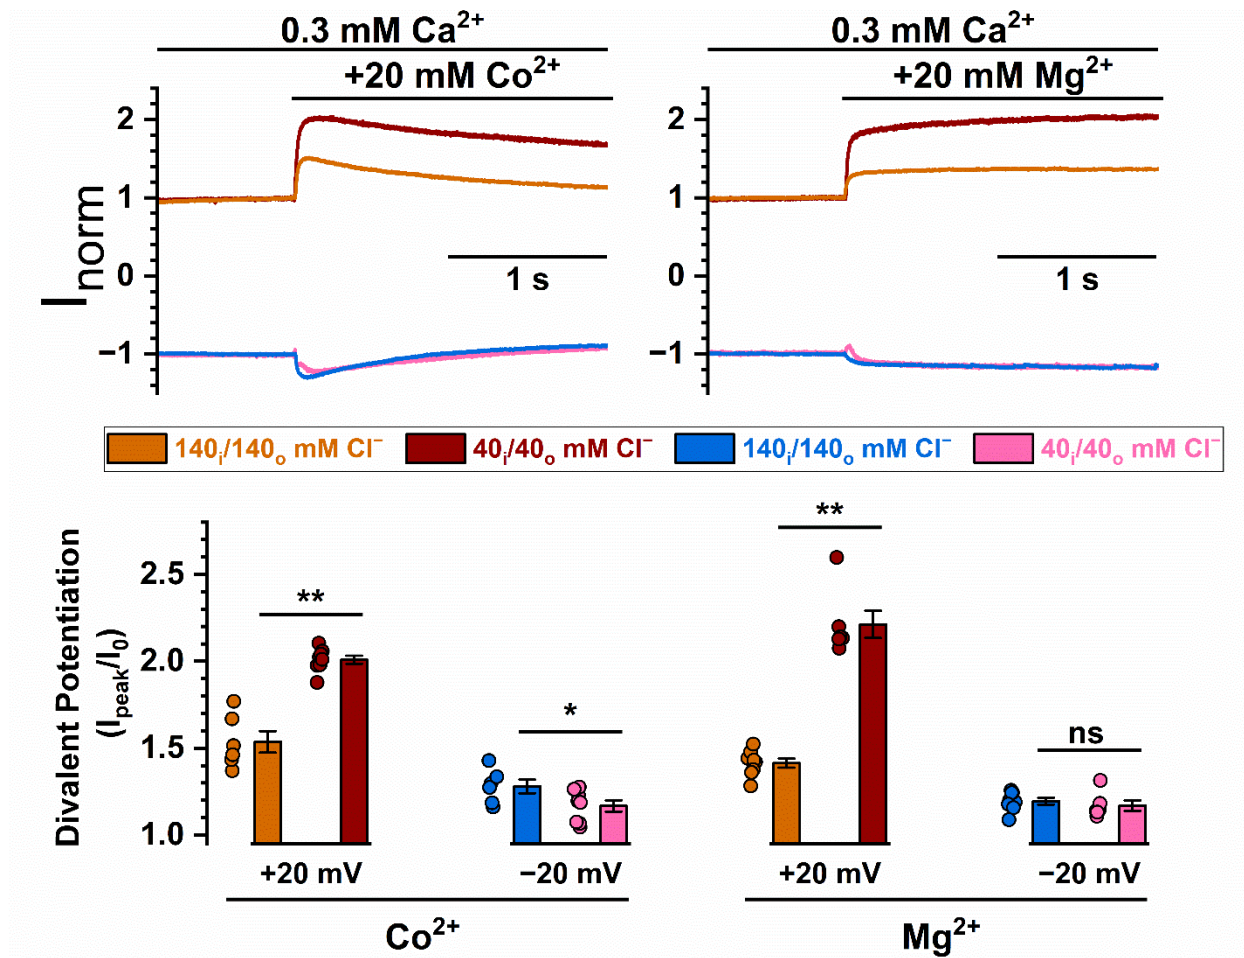 0.3 mM Ca²⁺
+20 mM Co²⁺
0.3 mM Ca²⁺
+20 mM Mg²⁺
I_norm
2
1
0
−1
1 s
2
1
0
−1
1 s
140ᵢ/140ₒ mM Cl⁻
40ᵢ/40ₒ mM Cl⁻
140ᵢ/140ₒ mM Cl⁻
40ᵢ/40ₒ mM Cl⁻
Divalent Potentiation
(I_peak/I₀)
2.5
2.0
1.5
1.0
**
*
**
ns
+20 mV
−20 mV
+20 mV
−20 mV
Co²⁺
Mg²⁺